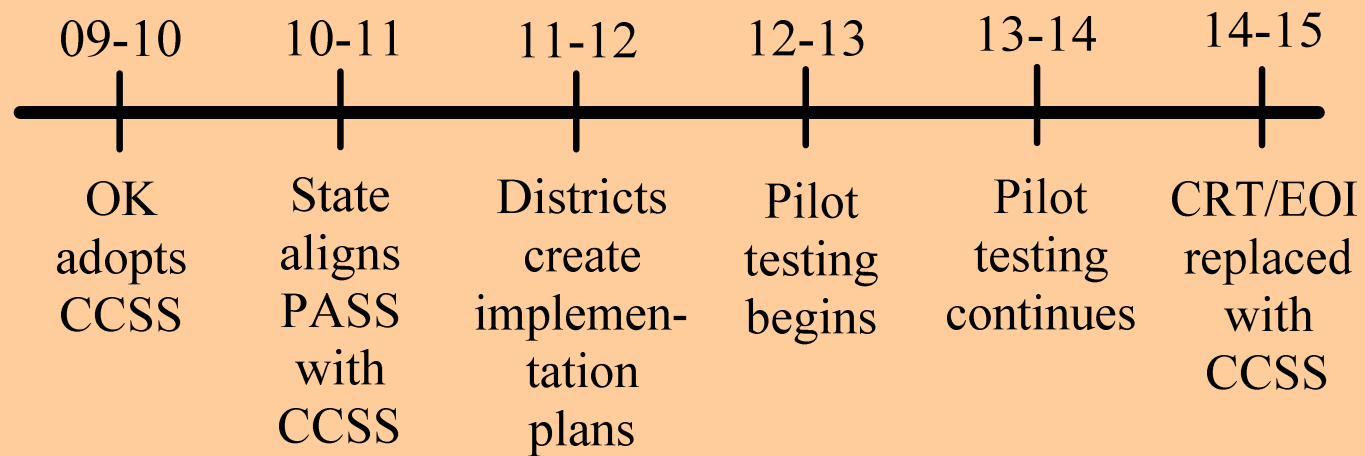 09-10
10-11
11-12
12-13
13-14
14-15
OK
adopts
CCSS
State
aligns
PASS
with
CCSS
Districts
create
implemen-
tation
plans
Pilot
testing
begins
Pilot
testing
continues
CRT/EOI
replaced
with
CCSS